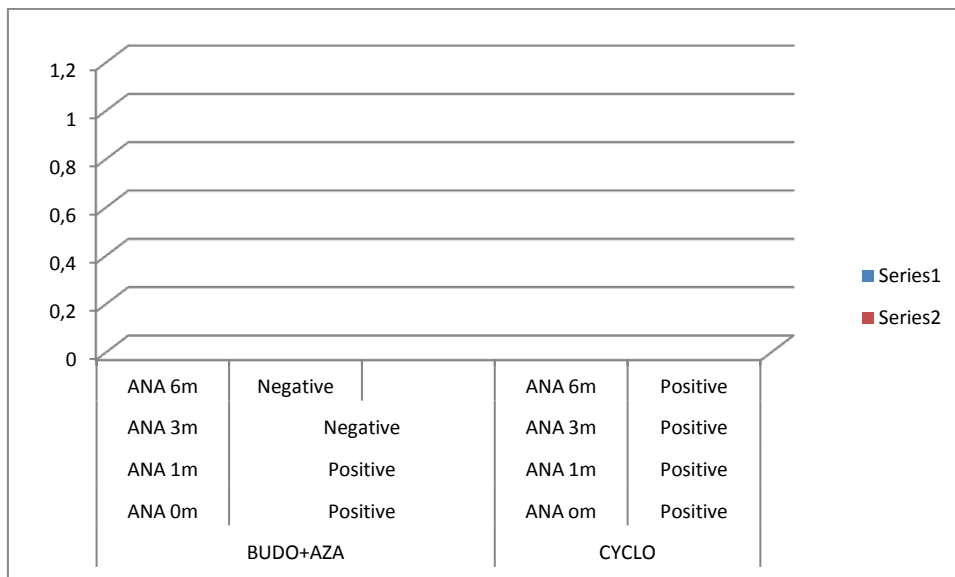 1,2
1
0,8
0,6
0,4
0,2
0
Series1
Series2
ANA 6m Negative ANA 6m Positive
ANA 3m Negative ANA 3m Positive
ANA 1m Positive ANA 1m Positive
ANA 0m Positive ANA om Positive
BUDO+AZA CYCLO